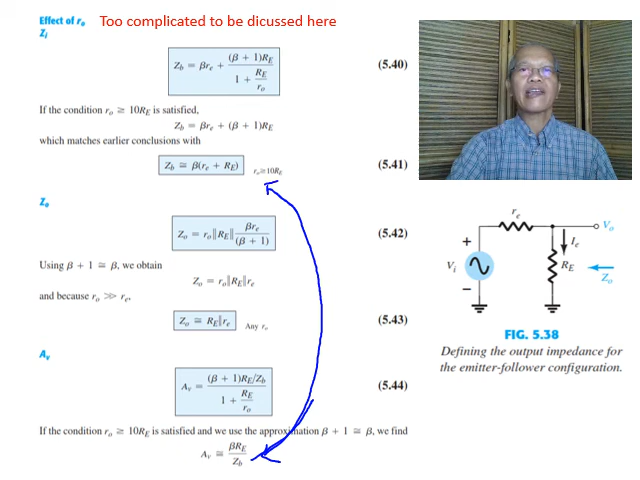 Effect of rₒ Too complicated to be dicussed here
Zᵢ
Z_b = βr_e + (β + 1)R_E / (1 + R_E/r_o) (5.40)
If the condition r_o ≥ 10R_E is satisfied,
Z_b = βr_e + (β + 1)R_E
which matches earlier conclusions with
Z_b ≅ β(r_e + R_E) r_o≥10R_E (5.41)
Z_o
Z_o = r_o‖R_E‖ βr_e/(β + 1) (5.42)
Using β + 1 ≅ β, we obtain
Z_o = r_o‖R_E‖r_e
and because r_o >> r_e,
Z_o ≅ R_E‖r_e Any r_o (5.43)
A_v
A_v = ((β + 1)R_E/Z_b) / (1 + R_E/r_o) (5.44)
If the condition r_o ≥ 10R_E is satisfied and we use the approximation β + 1 ≅ β, we find
A_v ≅ βR_E/Z_b
r_e
V_o
+
I_e
V_i
R_E
Z_o
–
FIG. 5.38
Defining the output impedance for
the emitter-follower configuration.